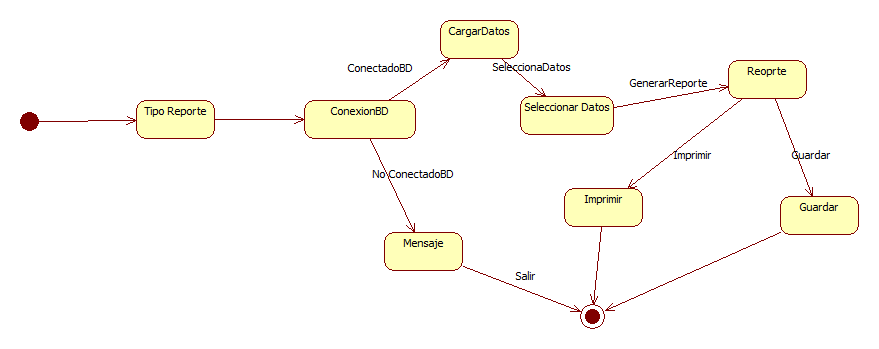 CargarDatos
ConectadoBD
SeleccionaDatos
Reoprte
GenerarReporte
Tipo Reporte
ConexionBD
Seleccionar Datos
Imprimir
Guardar
No ConectadoBD
Imprimir
Guardar
Mensaje
Salir